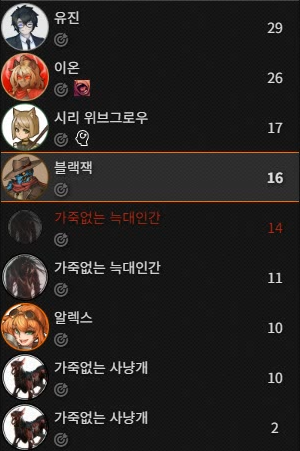 유진 29
이온 26
시리 위브그로우 17
블랙잭 16
가죽없는 늑대인간 14
가죽없는 늑대인간 11
알렉스 10
가죽없는 사냥개 10
가죽없는 사냥개 2